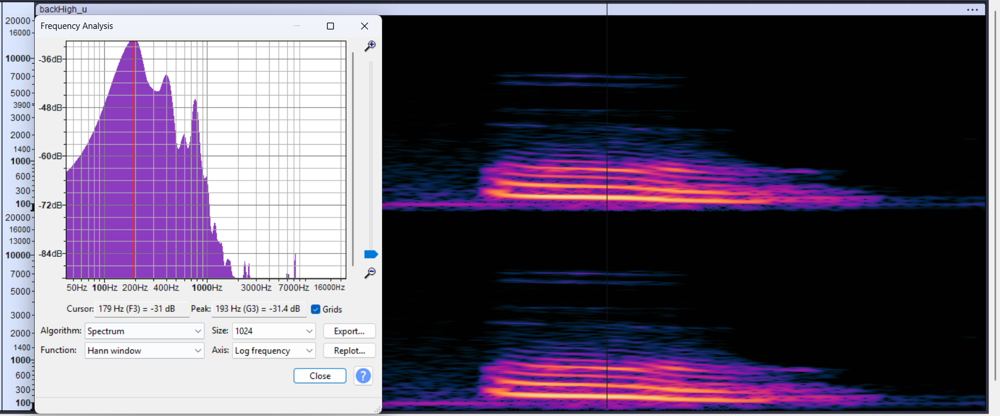 backHigh_u
...
Frequency Analysis
20000
16000
10000
7000
5000
3900
3000
2000
1400
1000
600
300
100
20000
16000
13000
10000
7000
5000
3000
2000
1400
1000
600
300
100
-36dB
-48dB
-60dB
-72dB
-84dB
50Hz 100Hz 200Hz 400Hz 1000Hz 3000Hz 7000Hz 16000Hz
Cursor: 179 Hz (F3) = -31 dB Peak: 193 Hz (G3) = -31.4 dB Grids
Algorithm: Spectrum Size: 1024 Export...
Function: Hann window Axis: Log frequency Replot...
Close ?